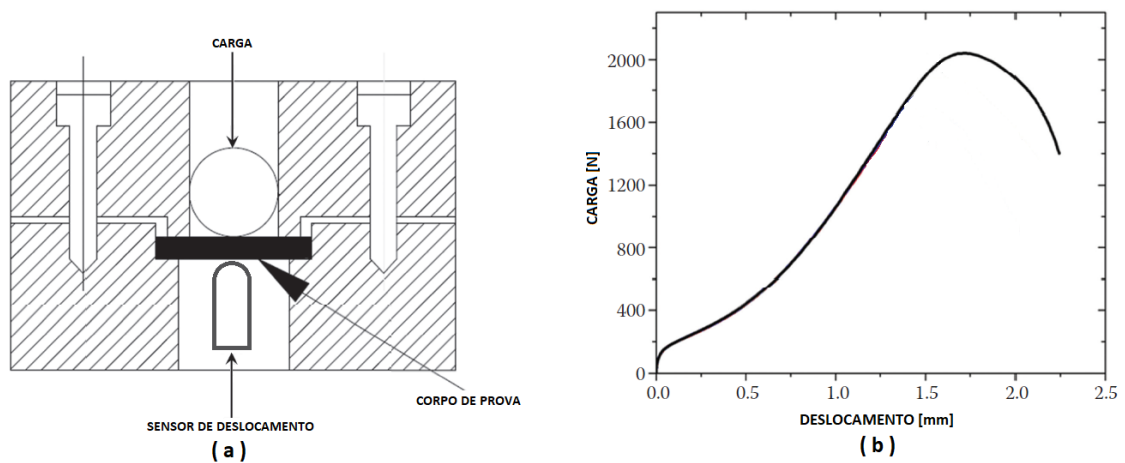 CARGA
CORPO DE PROVA
SENSOR DE DESLOCAMENTO
( a )
CARGA [N]
2000
1600
1200
800
400
0
0.0 0.5 1.0 1.5 2.0 2.5
DESLOCAMENTO [mm]
( b )